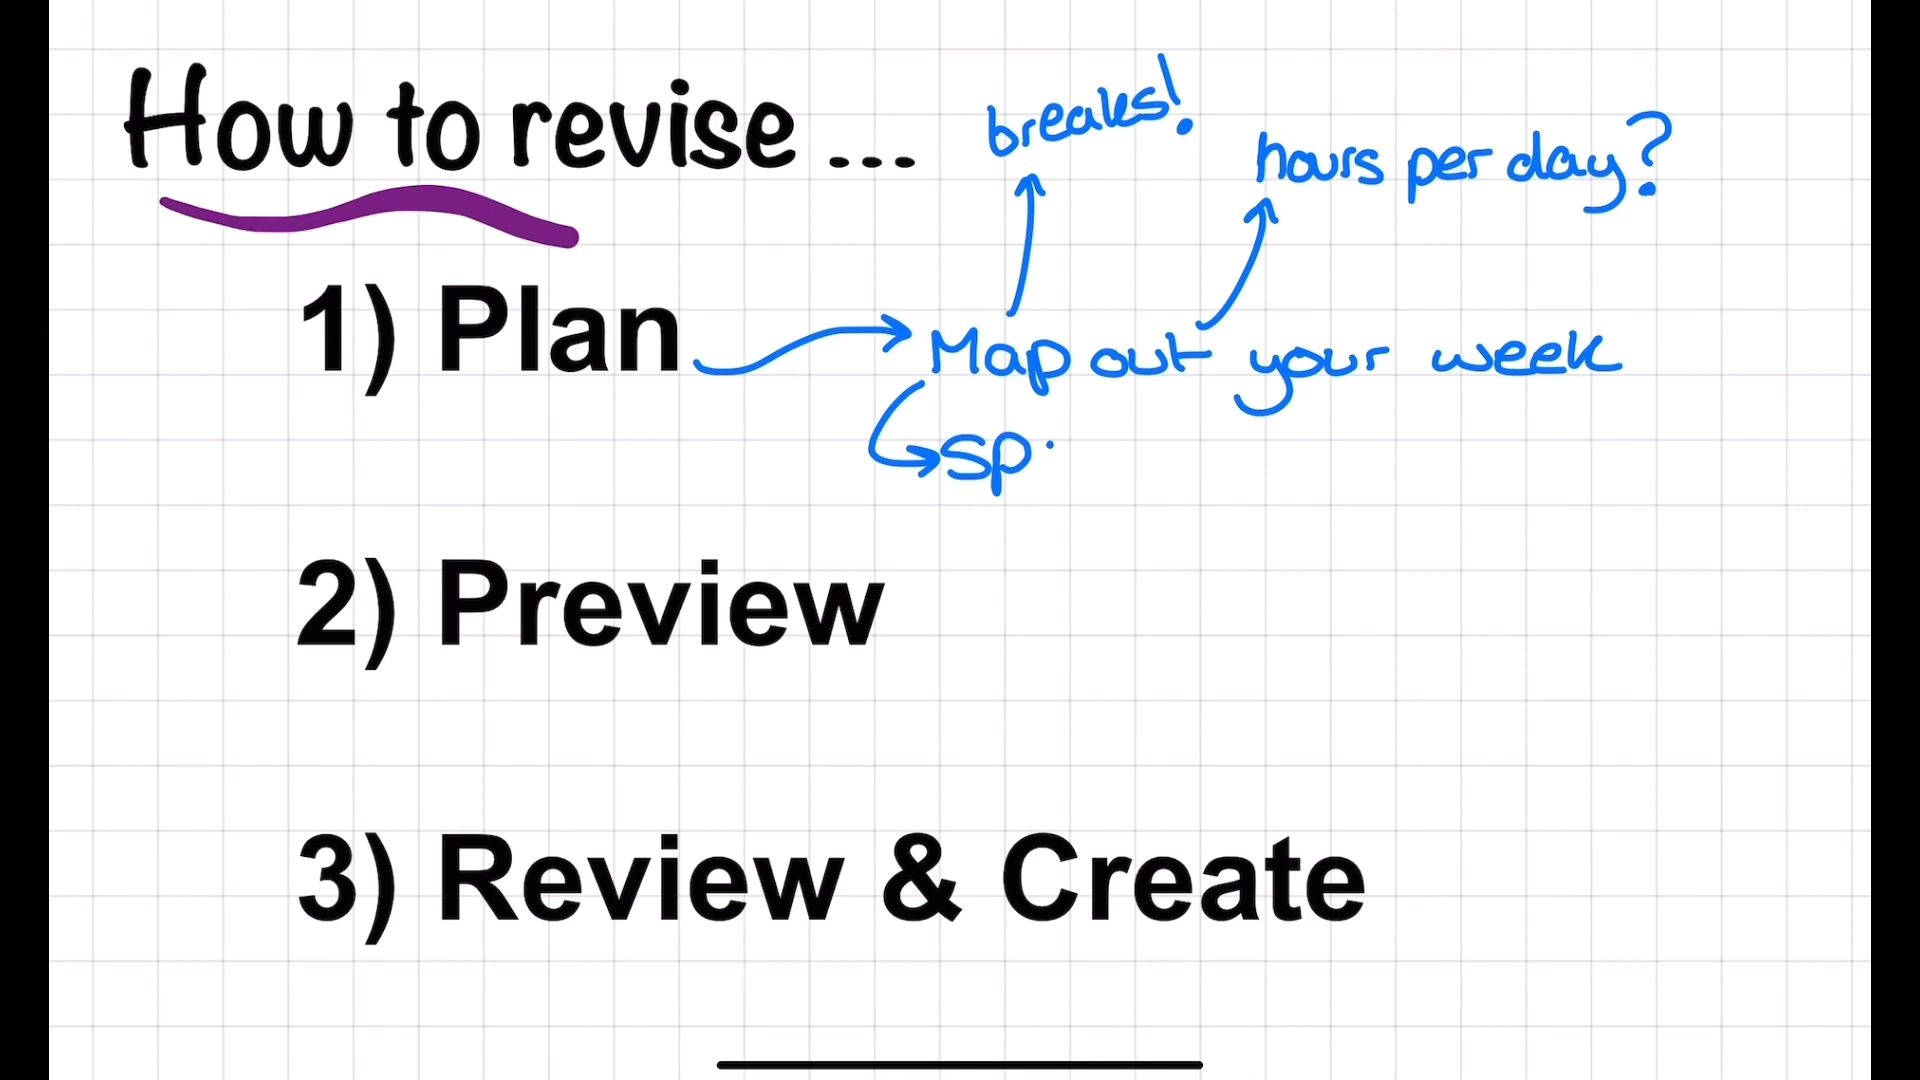 How to revise ...
breaks!
hours per day?
1) Plan
Map out your week
sp
2) Preview
3) Review & Create